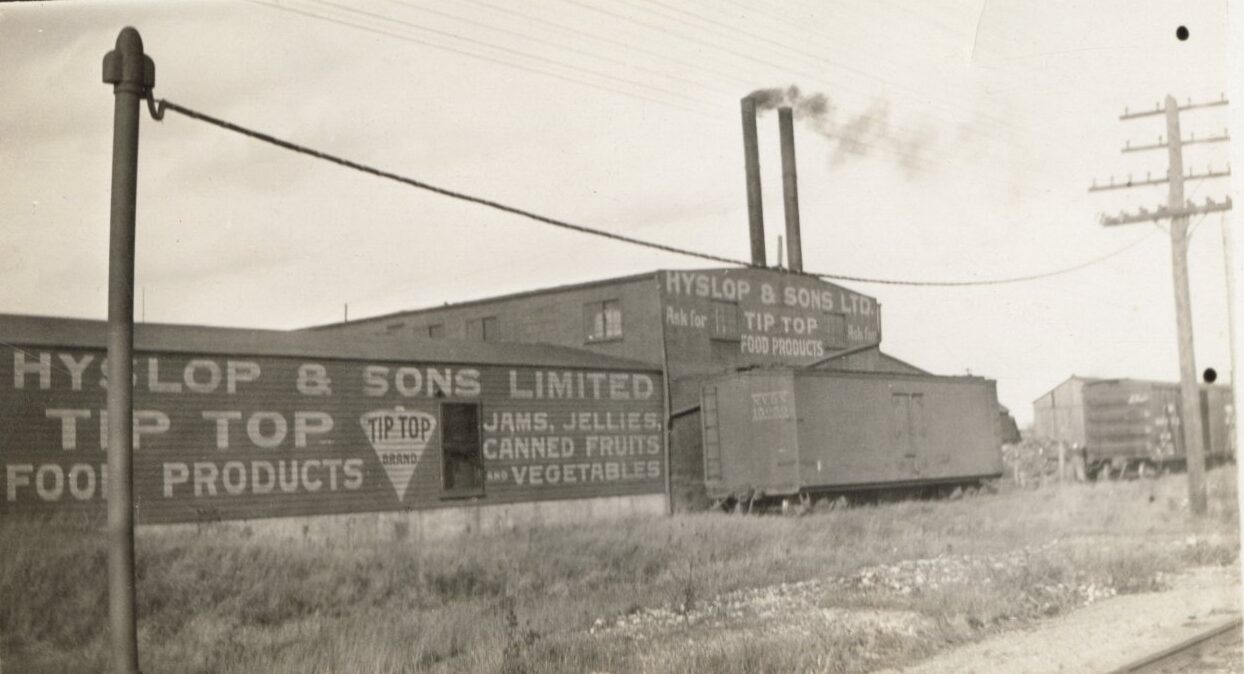 HYSLOP & SONS LTD.
Ask for TIP TOP Ask for
FOOD PRODUCTS
HYSLOP & SONS LIMITED
TIP TOP
FOOD PRODUCTS
TIP TOP
BRAND
JAMS, JELLIES,
CANNED FRUITS
AND VEGETABLES